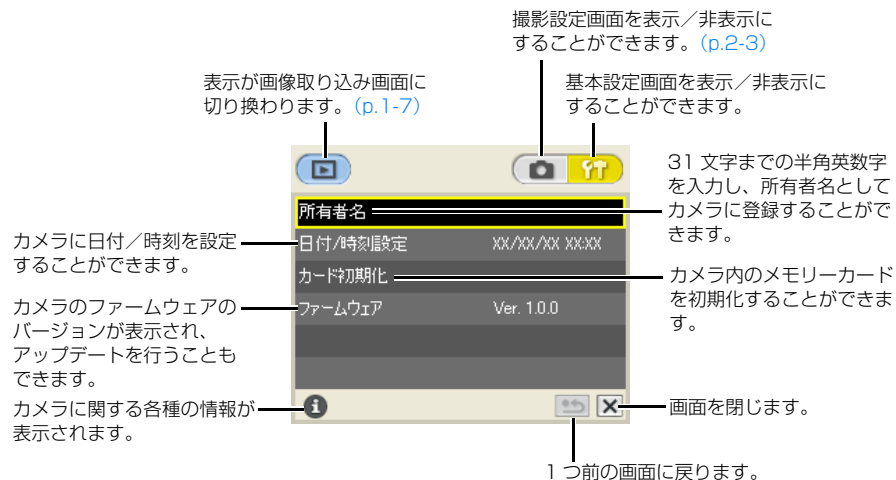 撮影設定画面を表示／非表示に
することができます。(p.2-3)
表示が画像取り込み画面に
切り換わります。(p.1-7)
基本設定画面を表示／非表示に
することができます。
31 文字までの半角英数字
を入力し、所有者名として
カメラに登録することがで
きます。
所有者名
カメラに日付／時刻を設定
することができます。
日付/時刻設定 XX/XX/XX XX:XX
カード初期化
カメラ内のメモリーカード
を初期化することができま
す。
カメラのファームウェアの
バージョンが表示され、
アップデートを行うことも
できます。
ファームウェア Ver. 1.0.0
カメラに関する各種の情報が
表示されます。
画面を閉じます。
1 つ前の画面に戻ります。